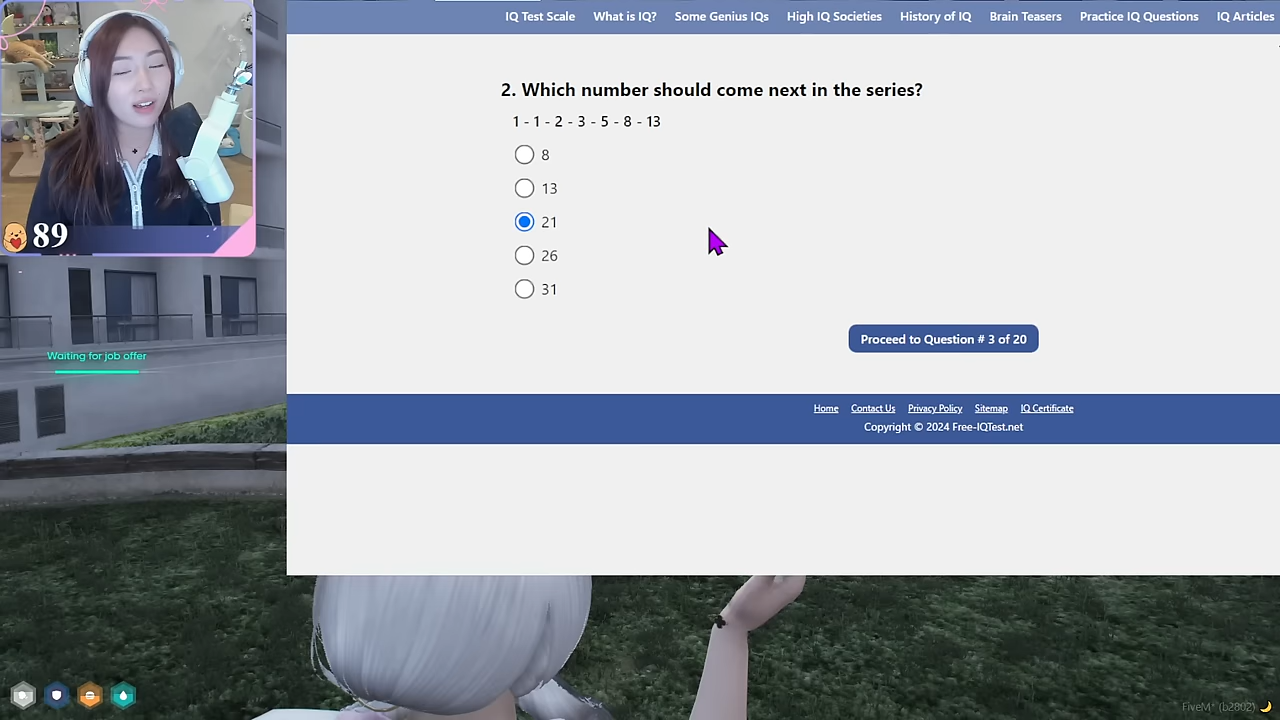 IQ Test Scale What is IQ? Some Genius IQs High IQ Societies History of IQ Brain Teasers Practice IQ Questions IQ Articles
2. Which number should come next in the series?
1 - 1 - 2 - 3 - 5 - 8 - 13
8
13
21
26
31
Proceed to Question # 3 of 20
Home Contact Us Privacy Policy Sitemap IQ Certificate
Copyright © 2024 Free-IQTest.net
89
Waiting for job offer
FiveM* (b2802)